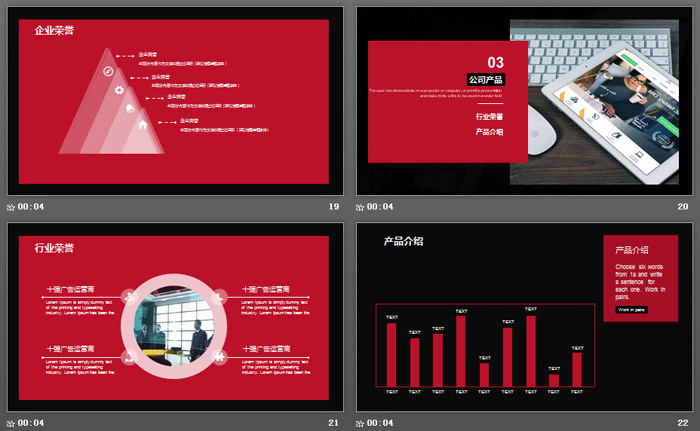 企业荣誉
企业荣誉
企业荣誉
企业荣誉
企业荣誉
00:04
19
03
公司产品
The user can demonstrate on a projector or computer, or print the presentation
and make it into a film to be used in a wider field
行业荣誉
产品介绍
00:04
20
行业荣誉
十强广告运营商
Lorem Ipsum is simply dummy text
of the printing and typesetting
industry. Lorem Ipsum has been the
十强广告运营商
Lorem Ipsum is simply dummy text
of the printing and typesetting
industry. Lorem Ipsum has been the
十强广告运营商
Lorem Ipsum is simply dummy text
of the printing and typesetting
industry. Lorem Ipsum has been the
十强广告运营商
Lorem Ipsum is simply dummy text
of the printing and typesetting
industry. Lorem Ipsum has been the
00:04
21
产品介绍
产品介绍
Choose six words
from 1a and write
a sentence for
each one. Work in
pairs.
Work in pairs.
TEXT TEXT TEXT TEXT TEXT TEXT TEXT TEXT TEXT
TEXT TEXT TEXT TEXT TEXT TEXT TEXT TEXT TEXT
00:04
22